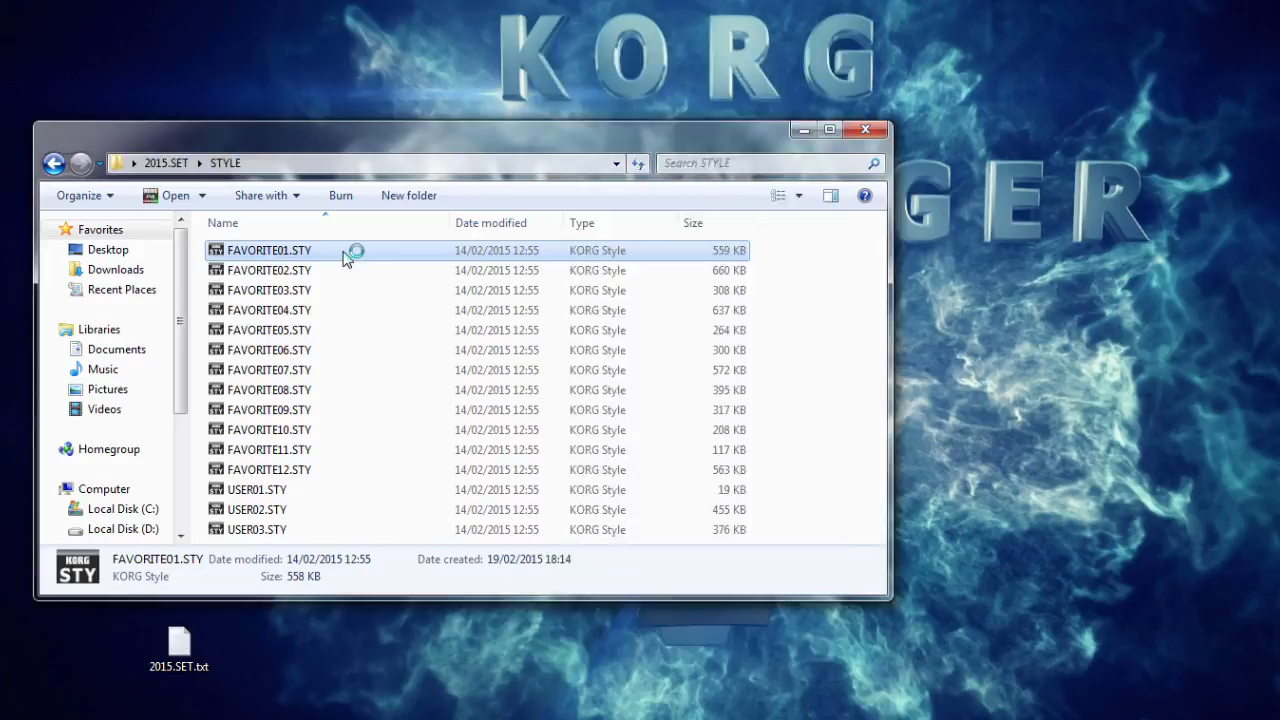 KORG
GER
2015.SET STYLE
Search STYLE
Organize Open Share with Burn New folder
Name Date modified Type Size
Favorites
Desktop
Downloads
Recent Places
Libraries
Documents
Music
Pictures
Videos
Homegroup
Computer
Local Disk (C:)
Local Disk (D:)
FAVORITE01.STY 14/02/2015 12:55 KORG Style 559 KB
FAVORITE02.STY 14/02/2015 12:55 KORG Style 660 KB
FAVORITE03.STY 14/02/2015 12:55 KORG Style 308 KB
FAVORITE04.STY 14/02/2015 12:55 KORG Style 637 KB
FAVORITE05.STY 14/02/2015 12:55 KORG Style 264 KB
FAVORITE06.STY 14/02/2015 12:55 KORG Style 300 KB
FAVORITE07.STY 14/02/2015 12:55 KORG Style 572 KB
FAVORITE08.STY 14/02/2015 12:55 KORG Style 395 KB
FAVORITE09.STY 14/02/2015 12:55 KORG Style 317 KB
FAVORITE10.STY 14/02/2015 12:55 KORG Style 208 KB
FAVORITE11.STY 14/02/2015 12:55 KORG Style 117 KB
FAVORITE12.STY 14/02/2015 12:55 KORG Style 563 KB
USER01.STY 14/02/2015 12:55 KORG Style 19 KB
USER02.STY 14/02/2015 12:55 KORG Style 455 KB
USER03.STY 14/02/2015 12:55 KORG Style 376 KB
KORG
STY
FAVORITE01.STY Date modified: 14/02/2015 12:55 Date created: 19/02/2015 18:14
KORG Style Size: 558 KB
2015.SET.txt